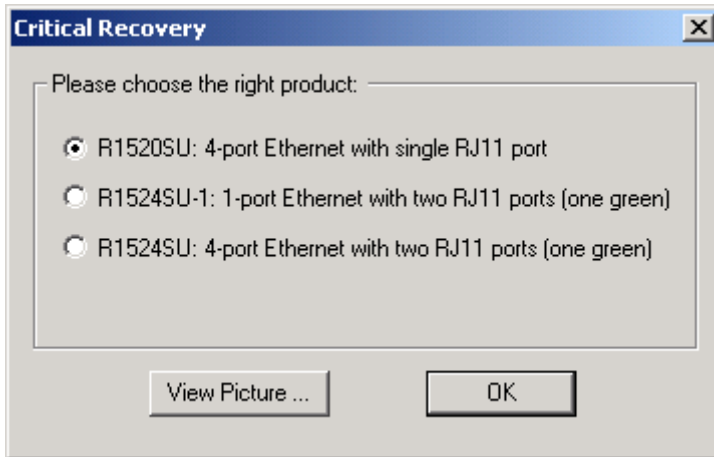 Critical Recovery
Please choose the right product:
R1520SU: 4-port Ethernet with single RJ11 port
R1524SU-1: 1-port Ethernet with two RJ11 ports (one green)
R1524SU: 4-port Ethernet with two RJ11 ports (one green)
View Picture ... OK